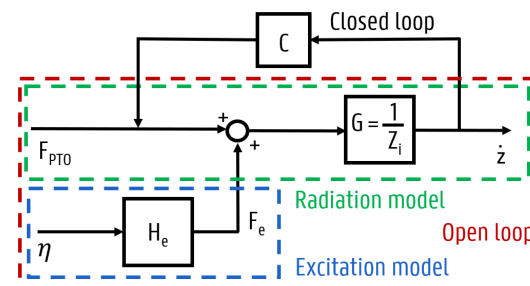 Closed loop
C
+
+
F_PTO
G = 1/Z_i
ż
Radiation model
η
H_e
F_e
Open loop
Excitation model